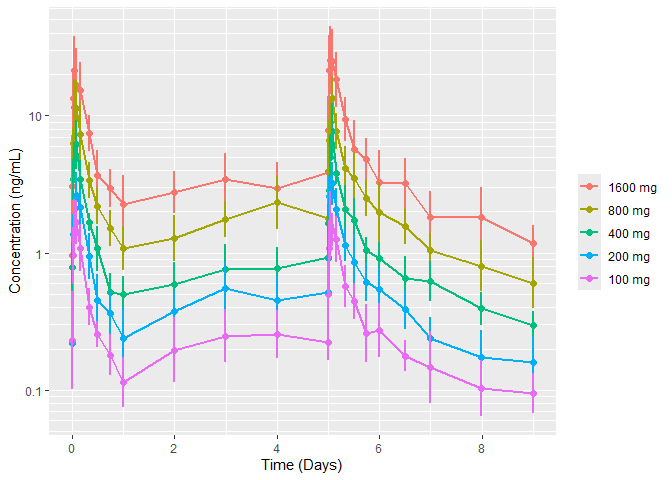 10
1
0.1
Concentration (ng/mL)
0
2
4
6
8
Time (Days)
1600 mg
800 mg
400 mg
200 mg
100 mg